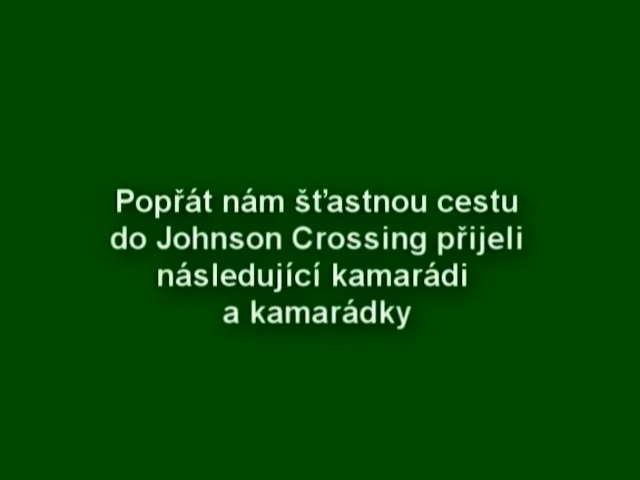 Popřát nám šťastnou cestu
do Johnson Crossing přijeli
následující kamarádi
a kamarádky